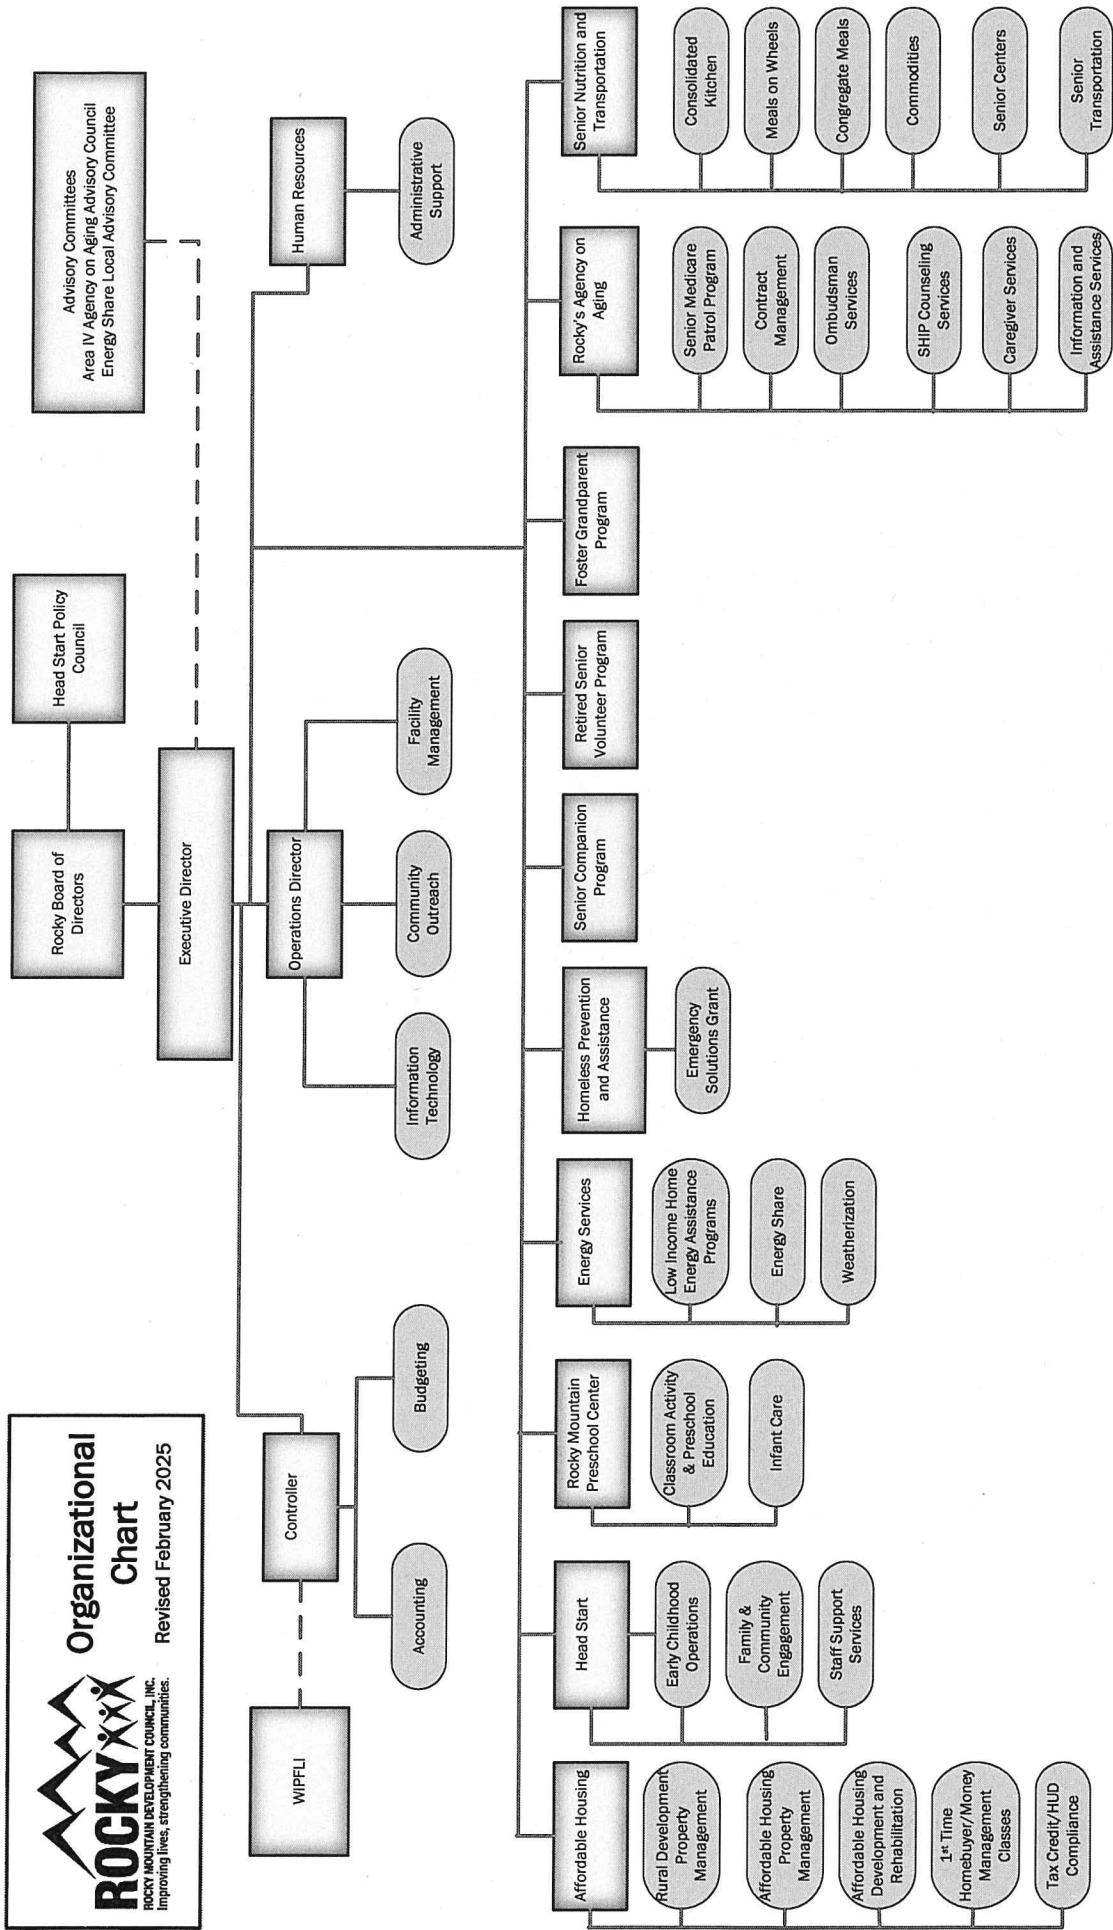 ROCKY
ROCKY MOUNTAIN DEVELOPMENT COUNCIL, INC.
Improving lives, strengthening communities.
Organizational
Chart
Revised February 2025
Rocky Board of
Directors
Head Start Policy
Council
Advisory Committees
Area IV Agency on Aging Advisory Council
Energy Share Local Advisory Committee
Executive Director
WIPFLI
Controller
Operations Director
Human Resources
Accounting
Budgeting
Information
Technology
Community
Outreach
Facility
Management
Administrative
Support
Affordable Housing
Rural Development
Property
Management
Affordable Housing
Property
Management
Affordable Housing
Development and
Rehabilitation
1st Time
Homebuyer/Money
Management
Classes
Tax Credit/HUD
Compliance
Head Start
Early Childhood
Operations
Family &
Community
Engagement
Staff Support
Services
Rocky Mountain
Preschool Center
Classroom Activity
& Preschool
Education
Infant Care
Energy Services
Low Income Home
Energy Assistance
Programs
Energy Share
Weatherization
Homeless Prevention
and Assistance
Emergency
Solutions Grant
Senior Companion
Program
Retired Senior
Volunteer Program
Foster Grandparent
Program
Rocky's Agency on
Aging
Senior Medicare
Patrol Program
Contract
Management
Ombudsman
Services
SHIP Counseling
Services
Caregiver Services
Information and
Assistance Services
Senior Nutrition and
Transportation
Consolidated
Kitchen
Meals on Wheels
Congregate Meals
Commodities
Senior Centers
Senior
Transportation